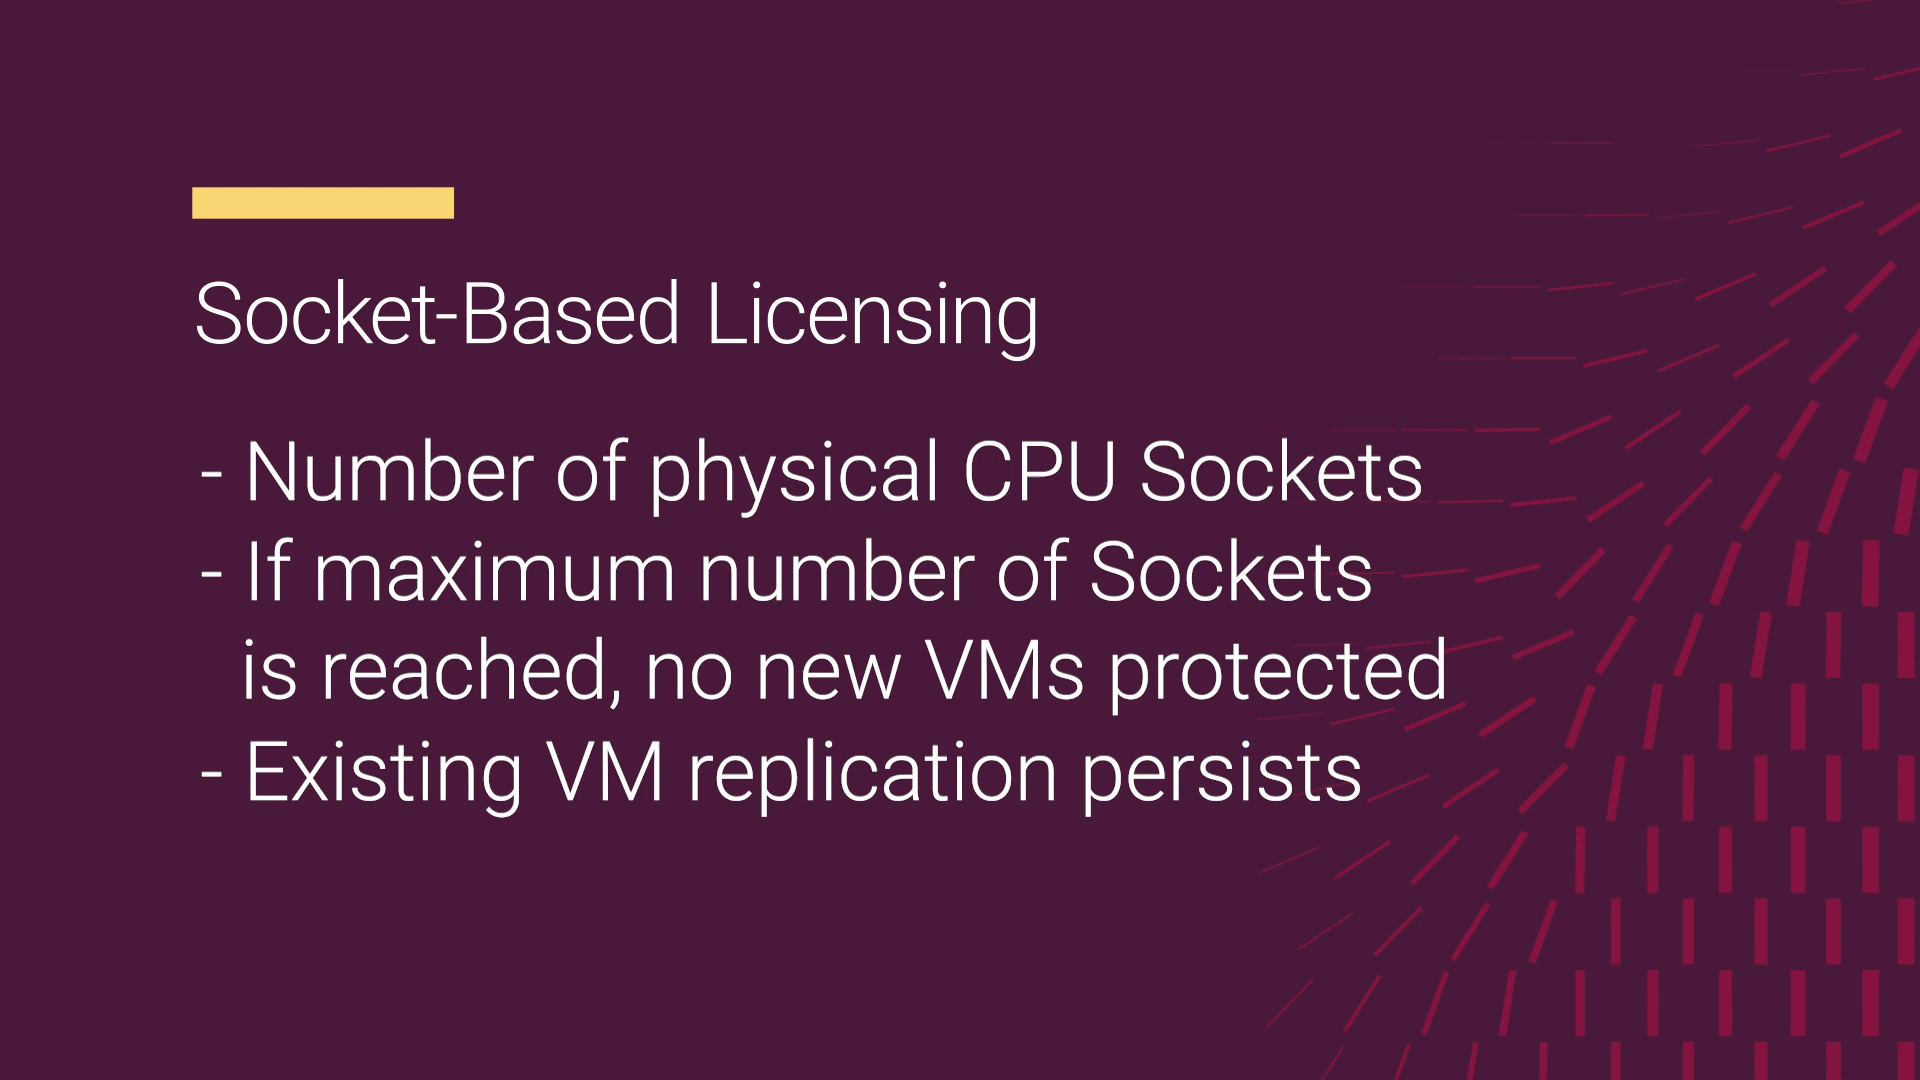 Socket-Based Licensing
- Number of physical CPU Sockets
- If maximum number of Sockets
is reached, no new VMs protected
- Existing VM replication persists